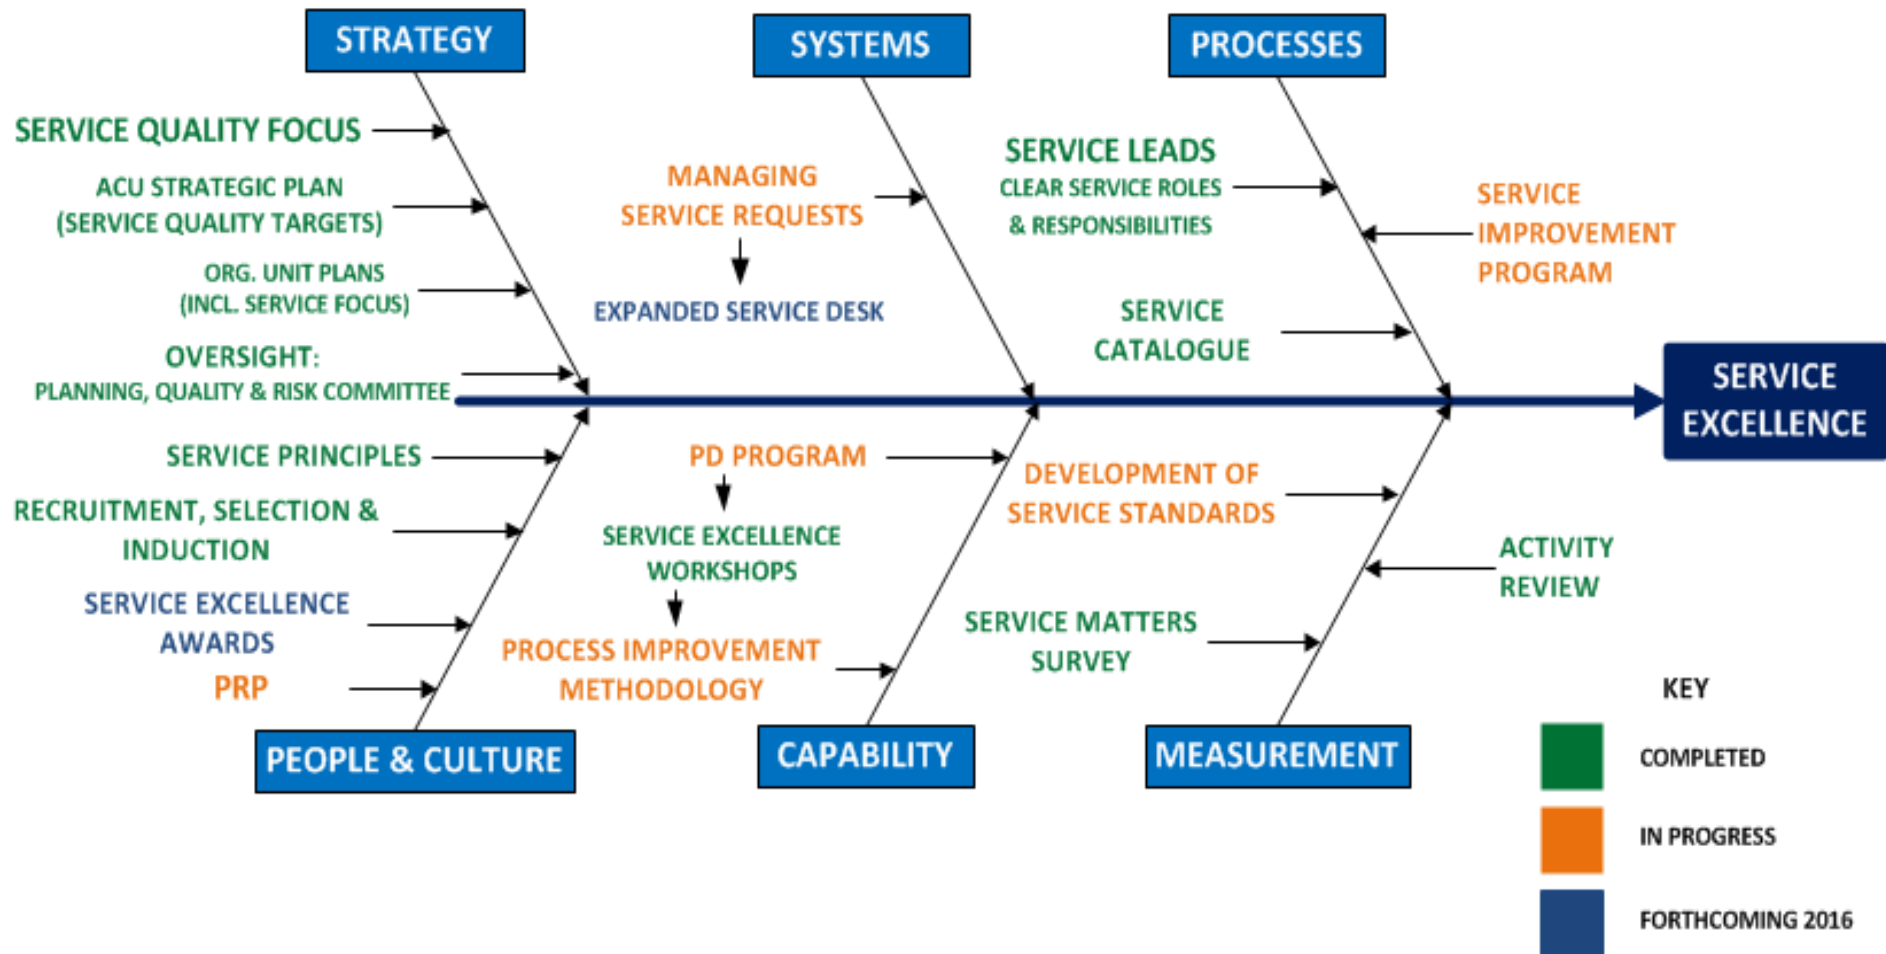 STRATEGY
SYSTEMS
PROCESSES
SERVICE QUALITY FOCUS
ACU STRATEGIC PLAN
(SERVICE QUALITY TARGETS)
ORG. UNIT PLANS
(INCL. SERVICE FOCUS)
OVERSIGHT:
PLANNING, QUALITY & RISK COMMITTEE
MANAGING
SERVICE REQUESTS
EXPANDED SERVICE DESK
SERVICE LEADS
CLEAR SERVICE ROLES
& RESPONSIBILITIES
SERVICE
IMPROVEMENT
PROGRAM
SERVICE
CATALOGUE
SERVICE
EXCELLENCE
SERVICE PRINCIPLES
RECRUITMENT, SELECTION &
INDUCTION
SERVICE EXCELLENCE
AWARDS
PRP
PD PROGRAM
SERVICE EXCELLENCE
WORKSHOPS
PROCESS IMPROVEMENT
METHODOLOGY
DEVELOPMENT OF
SERVICE STANDARDS
ACTIVITY
REVIEW
SERVICE MATTERS
SURVEY
PEOPLE & CULTURE
CAPABILITY
MEASUREMENT
KEY
COMPLETED
IN PROGRESS
FORTHCOMING 2016